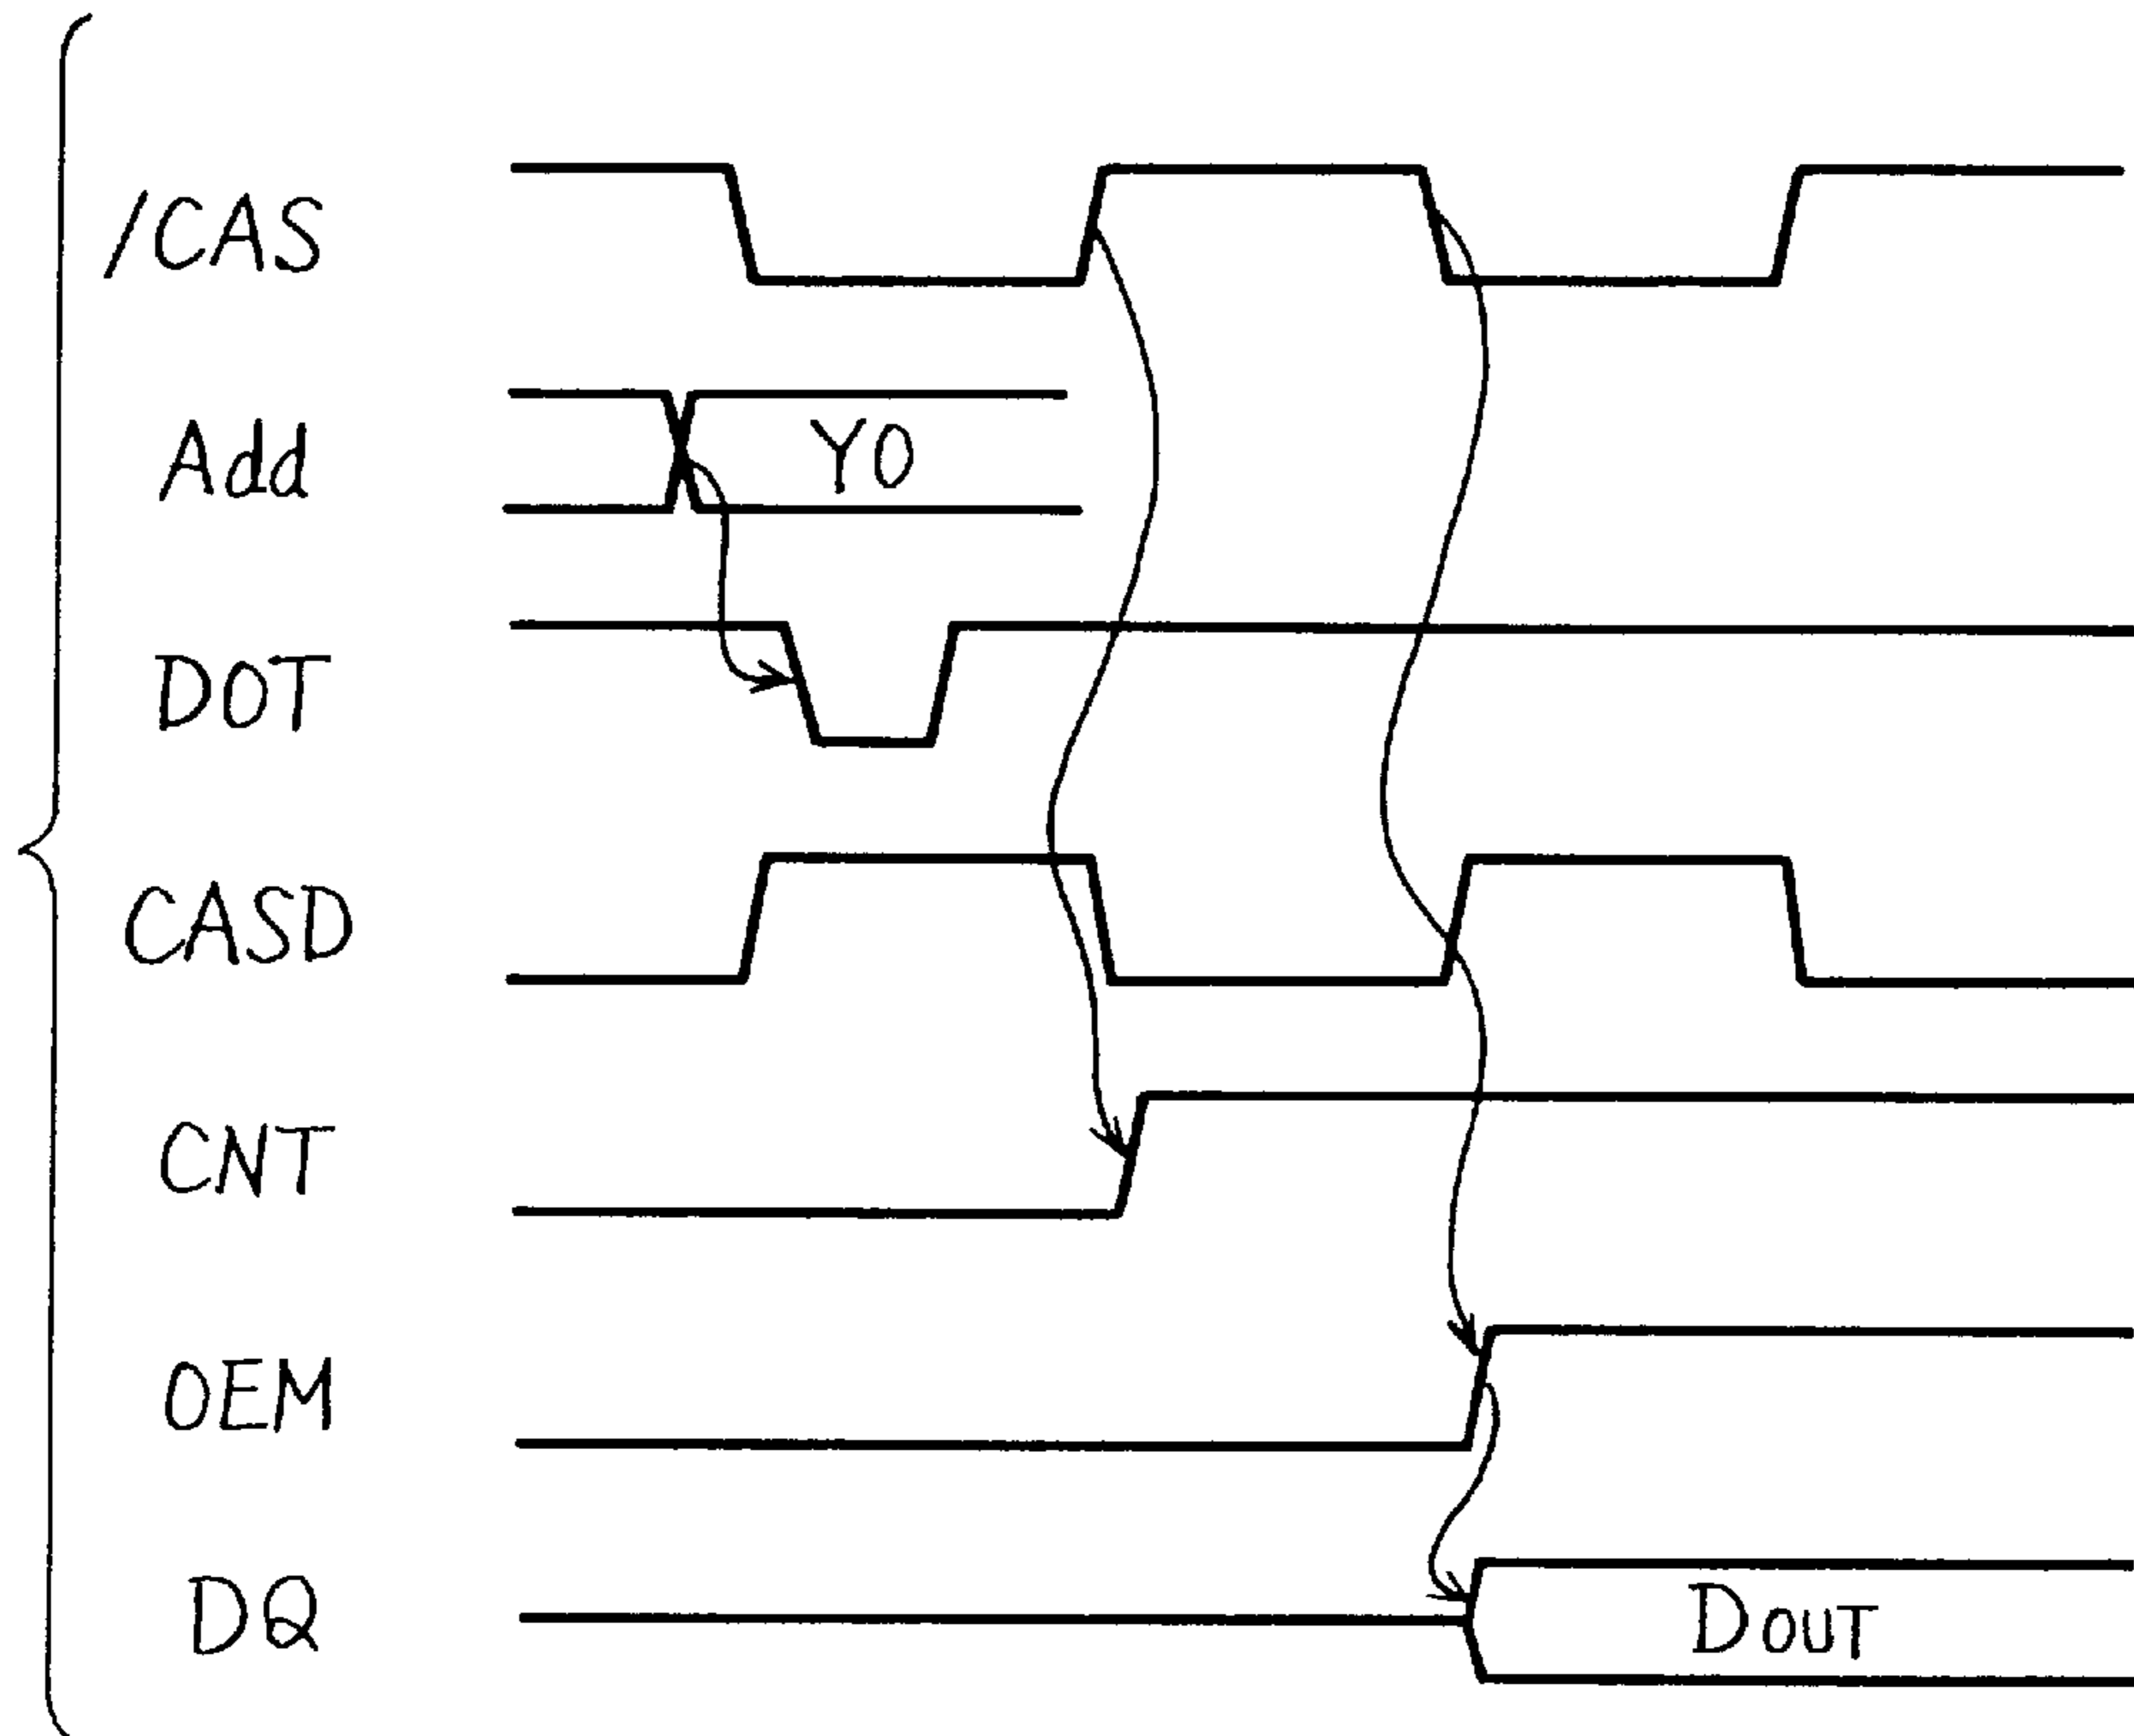 /CAS
Add
Y0
DOT
CASD
CNT
OEM
DQ
DOUT